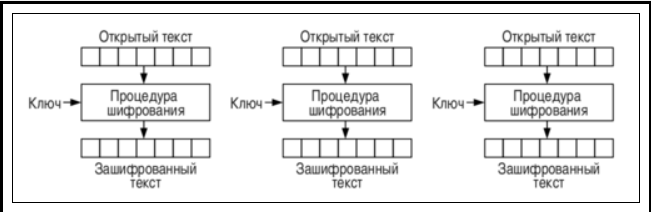 Открытый текст Открытый текст Открытый текст
Ключ Процедура шифрования Ключ Процедура шифрования Ключ Процедура шифрования
Зашифрованный текст Зашифрованный текст Зашифрованный текст